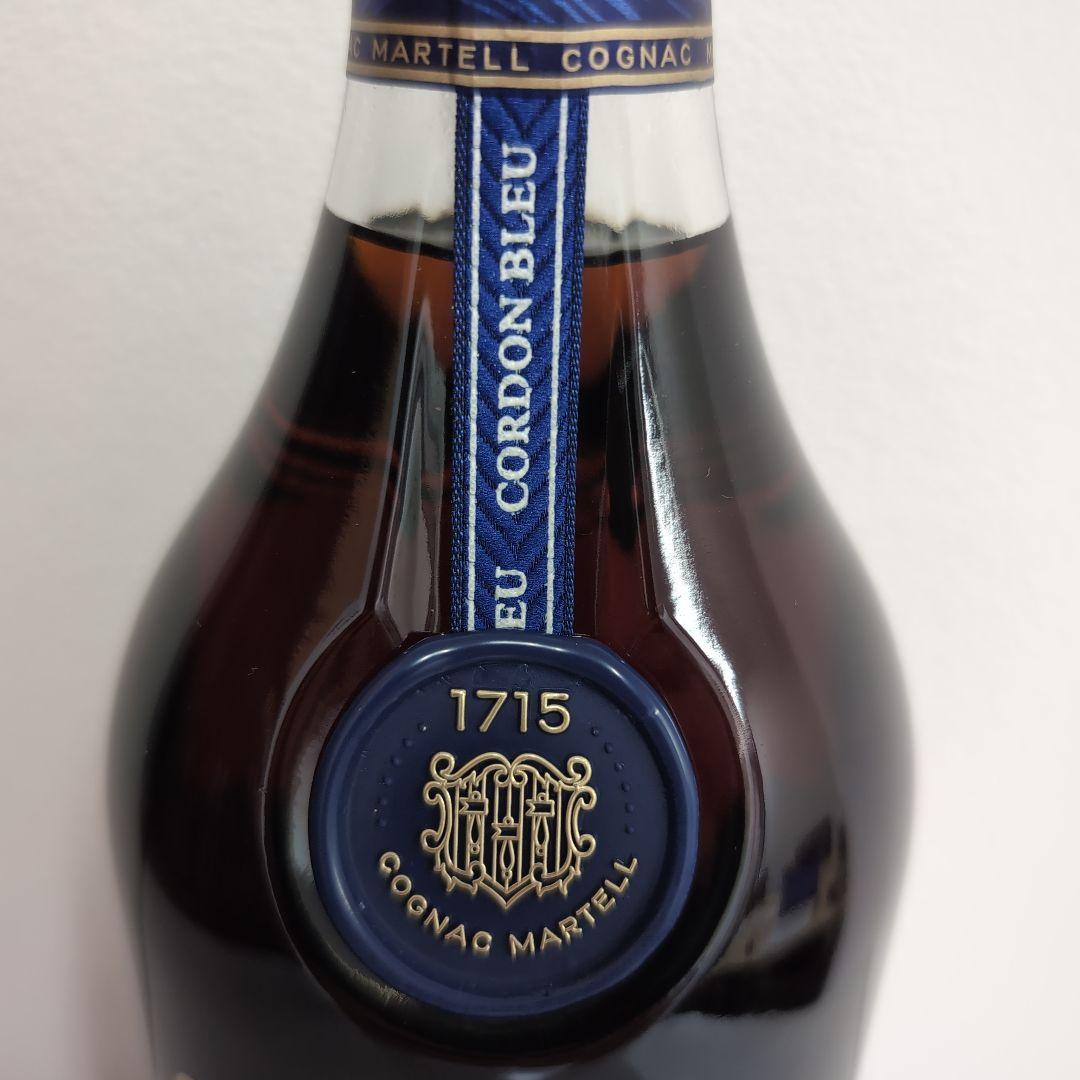 C MARTELL COGNAC M
EU CORDON BLEU
1715
COGNAC MARTELL